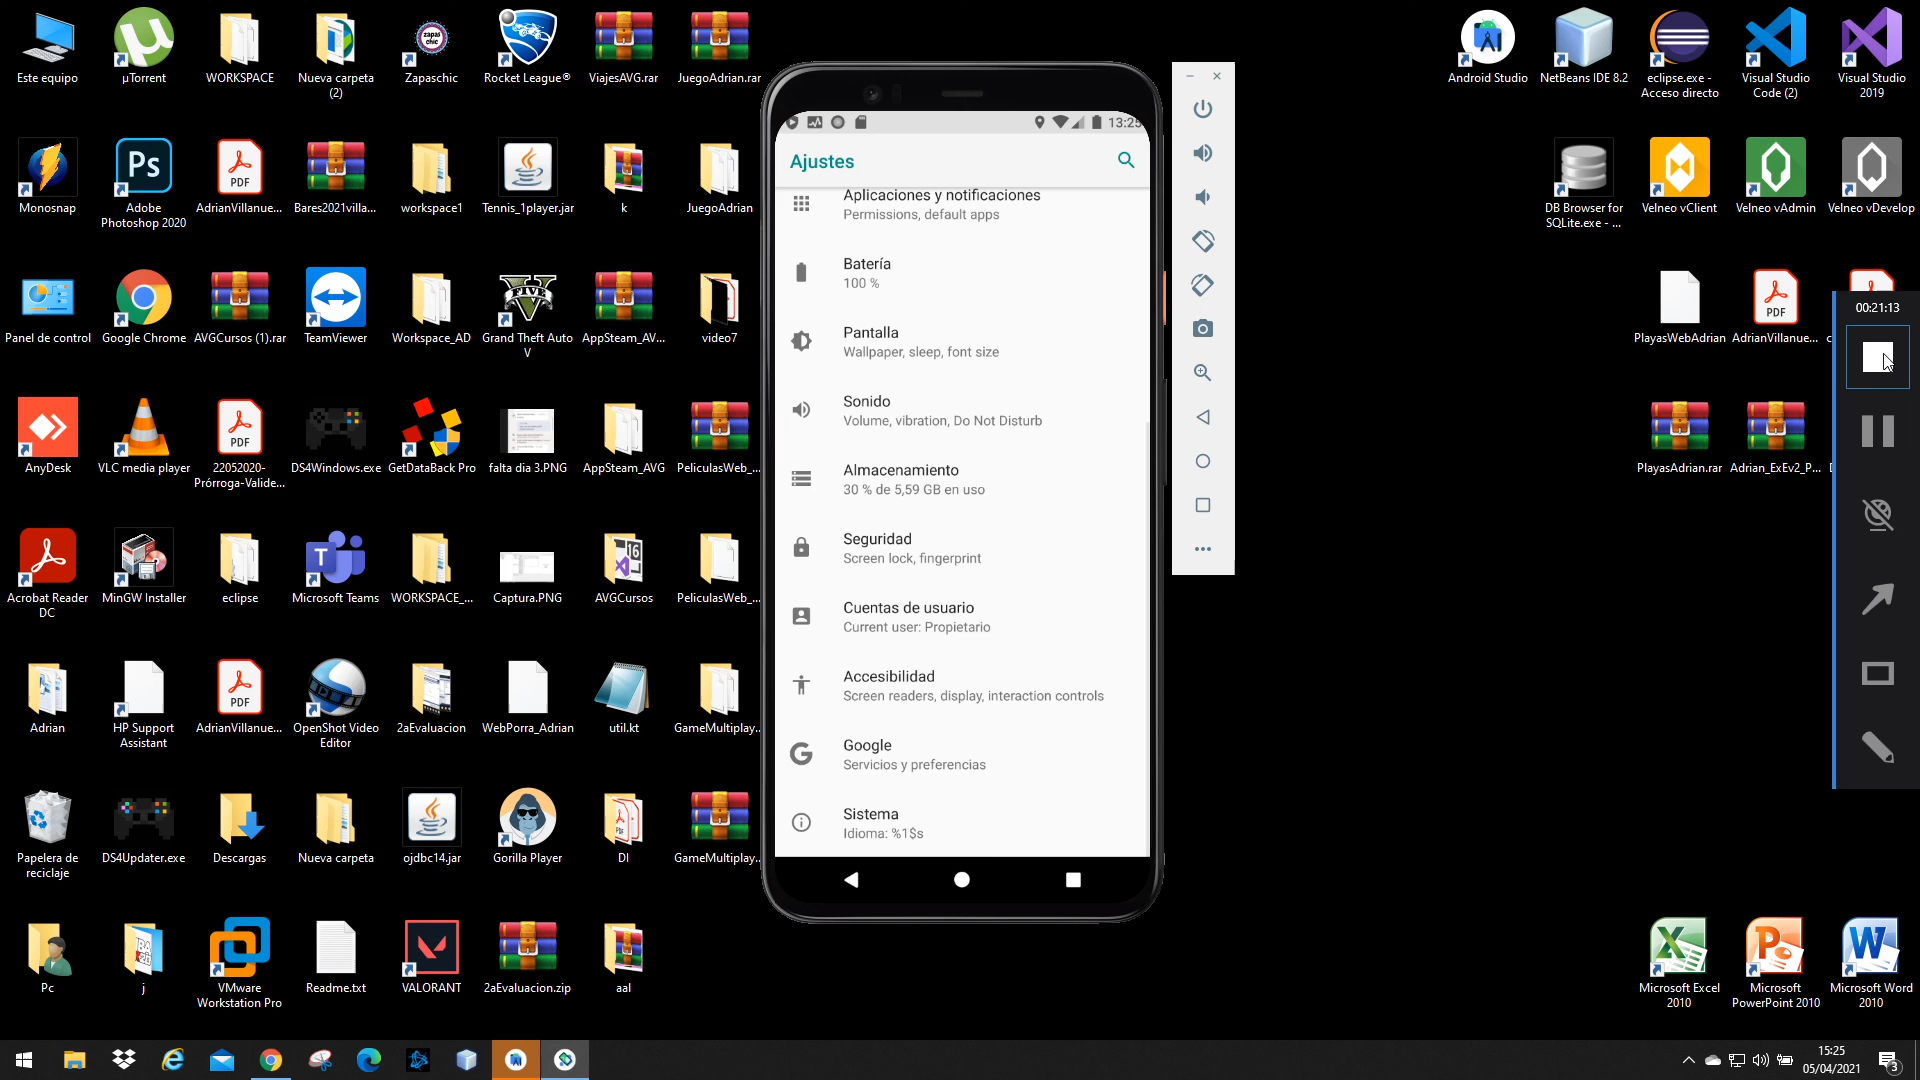 Este equipo
µTorrent
WORKSPACE
Nueva carpeta
(2)
Zapaschic
Rocket League®
ViajesAVG.rar
JuegoAdrian.rar
Android Studio
NetBeans IDE 8.2
eclipse.exe -
Acceso directo
Visual Studio
Code (2)
Visual Studio
2019
13:25
Ajustes
Aplicaciones y notificaciones
Permissions, default apps
Batería
100 %
Pantalla
Wallpaper, sleep, font size
Sonido
Volume, vibration, Do Not Disturb
Almacenamiento
30 % de 5,59 GB en uso
Seguridad
Screen lock, fingerprint
Cuentas de usuario
Current user: Propietario
Accesibilidad
Screen readers, display, interaction controls
Google
Servicios y preferencias
Sistema
Idioma: %1$s
Monosnap
Adobe
Photoshop 2020
AdrianVillanue...
Bares2021villa...
workspace1
Tennis_1player.jar
k
JuegoAdrian
DB Browser for
SQLite.exe - ...
Velneo vClient
Velneo vAdmin
Velneo vDevelop
Panel de control
Google Chrome
AVGCursos (1).rar
TeamViewer
Workspace_AD
Grand Theft Auto
V
AppSteam_AV...
video7
PlayasWebAdrian
AdrianVillanue...
00:21:13
AnyDesk
VLC media player
22052020-
Prórroga-Valide...
DS4Windows.exe
GetDataBack Pro
falta dia 3.PNG
AppSteam_AVG
PeliculasWeb_...
PlayasAdrian.rar
Adrian_ExEv2_P...
Acrobat Reader
DC
MinGW Installer
eclipse
Microsoft Teams
WORKSPACE_...
Captura.PNG
AVGCursos
PeliculasWeb_...
Adrian
HP Support
Assistant
AdrianVillanue...
OpenShot Video
Editor
2aEvaluacion
WebPorra_Adrian
util.kt
GameMultiplay...
Papelera de
reciclaje
DS4Updater.exe
Descargas
Nueva carpeta
ojdbc14.jar
Gorilla Player
DI
GameMultiplay...
Pc
j
VMware
Workstation Pro
Readme.txt
VALORANT
2aEvaluacion.zip
aal
Microsoft Excel
2010
Microsoft
PowerPoint 2010
Microsoft Word
2010
15:25
05/04/2021
3